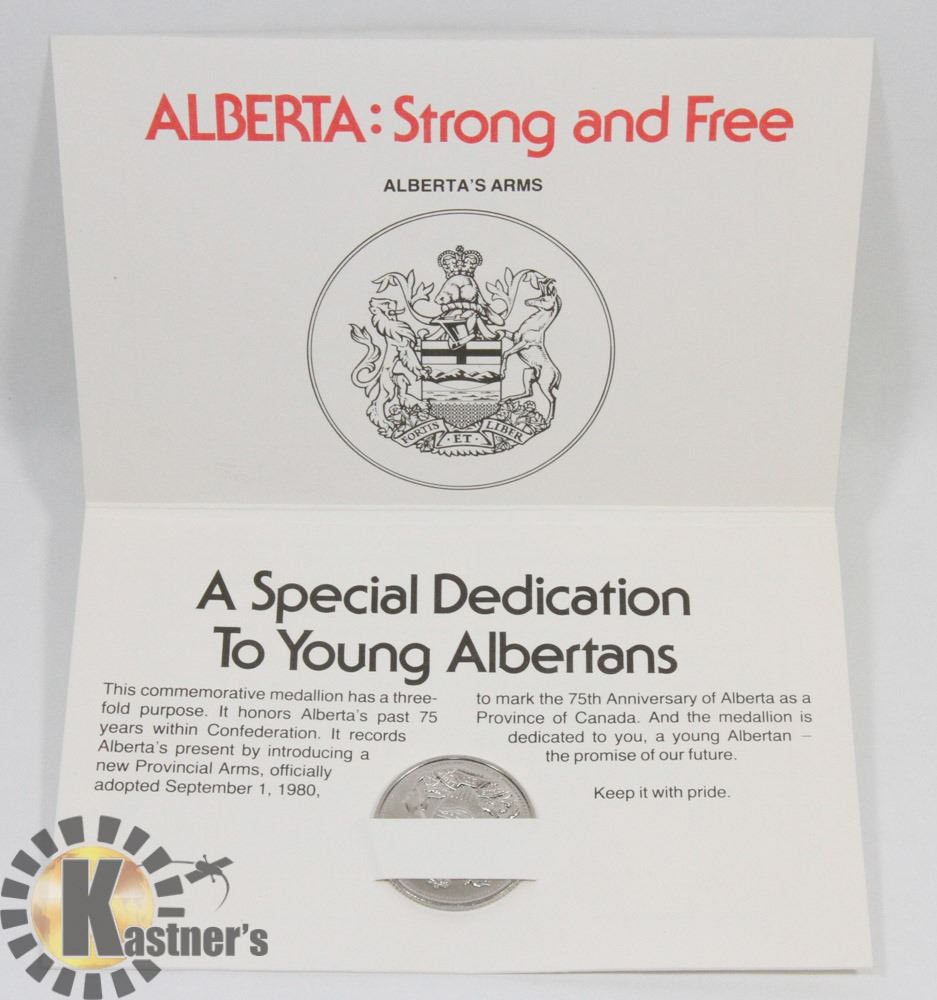 ALBERTA: Strong and Free
ALBERTA'S ARMS
FORTIS ET LIBER
A Special Dedication
To Young Albertans
This commemorative medallion has a three-
fold purpose. It honors Alberta's past 75
years within Confederation. It records
Alberta's present by introducing a
new Provincial Arms, officially
adopted September 1, 1980,
to mark the 75th Anniversary of Alberta as a
Province of Canada. And the medallion is
dedicated to you, a young Albertan –
the promise of our future.
Keep it with pride.
Kastner's